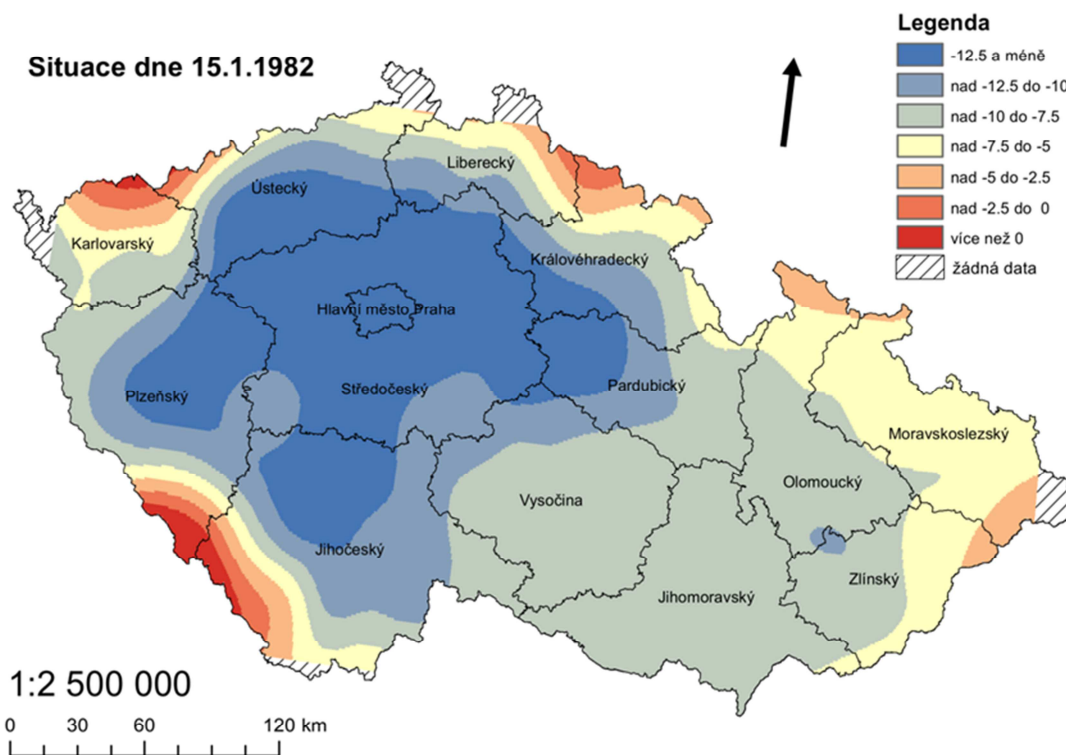 Situace dne 15.1.1982
Legenda
-12.5 a méně
nad -12.5 do -10
nad -10 do -7.5
nad -7.5 do -5
nad -5 do -2.5
nad -2.5 do 0
více než 0
žádná data
Liberecký
Ústecký
Karlovarský
Královéhradecký
Hlavní město Praha
Středočeský
Pardubický
Plzeňský
Moravskoslezský
Olomoucký
Vysočina
Jihočeský
Zlínský
Jihomoravský
1:2 500 000
0 30 60 120 km